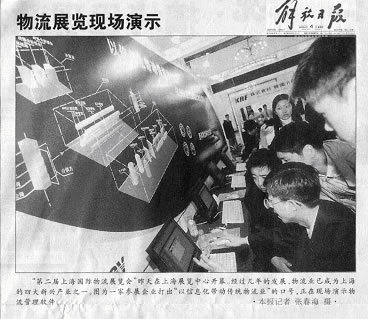 物流展览现场演示
解放日报
KBF
"第二届上海国际物流展览会"昨天在上海展览中心开幕。经过几年的发展,物流业已成为上海
的四大新兴产业之一。图为一家参展企业打出"以信息化带动传统物流业"的口号,正在现场演示物
流管理软件。
·本报记者 张春海 摄·